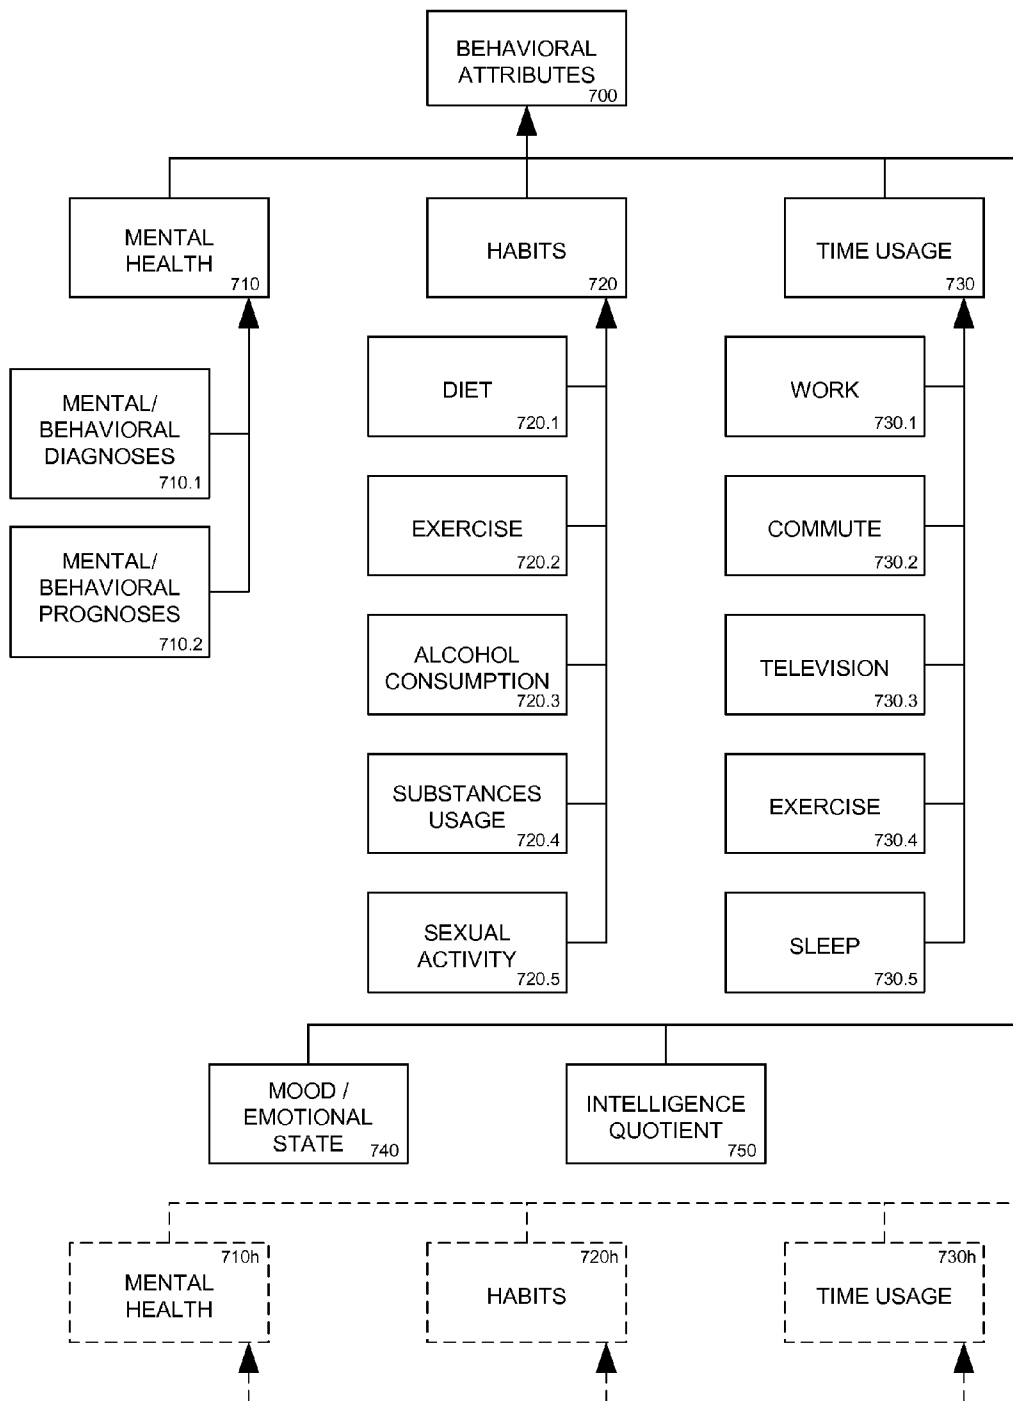 BEHAVIORAL
ATTRIBUTES
700
MENTAL
HEALTH
710
HABITS
720
TIME USAGE
730
MENTAL/
BEHAVIORAL
DIAGNOSES
710.1
MENTAL/
BEHAVIORAL
PROGNOSES
710.2
DIET
720.1
EXERCISE
720.2
ALCOHOL
CONSUMPTION
720.3
SUBSTANCES
USAGE
720.4
SEXUAL
ACTIVITY
720.5
WORK
730.1
COMMUTE
730.2
TELEVISION
730.3
EXERCISE
730.4
SLEEP
730.5
MOOD /
EMOTIONAL
STATE
740
INTELLIGENCE
QUOTIENT
750
710h
MENTAL
HEALTH
720h
HABITS
730h
TIME USAGE